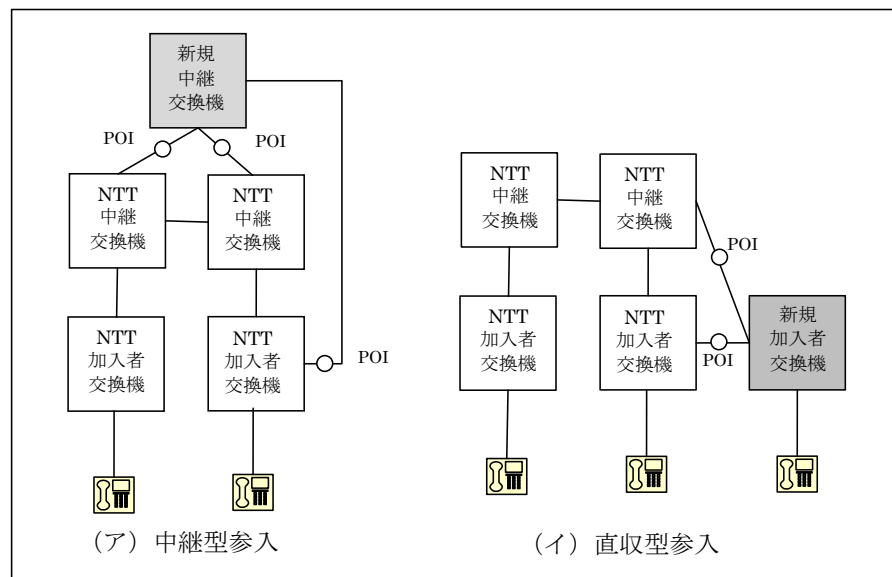 新規
中継
交換機
POI
POI
NTT
中継
交換機
NTT
中継
交換機
NTT
加入者
交換機
NTT
加入者
交換機
POI
(ア) 中継型参入
NTT
中継
交換機
NTT
中継
交換機
POI
NTT
加入者
交換機
NTT
加入者
交換機
POI
新規
加入者
交換機
(イ) 直収型参入